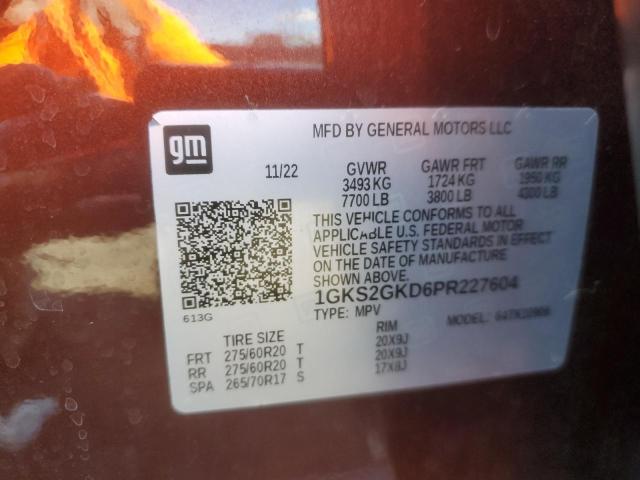 gm
MFD BY GENERAL MOTORS LLC
11/22 GVWR GAWR FRT GAWR RR
3493 KG 1724 KG 1950 KG
7700 LB 3800 LB 4300 LB
THIS VEHICLE CONFORMS TO ALL
APPLICABLE U.S. FEDERAL MOTOR
VEHICLE SAFETY STANDARDS IN EFFECT
ON THE DATE OF MANUFACTURE
SHOWN ABOVE.
1GKS2GKD6PR227604
613G TYPE: MPV MODEL:
TIRE SIZE RIM
FRT 275/60R20 T 20X9J
RR 275/60R20 T 20X9J
SPA 265/70R17 S 17X8J